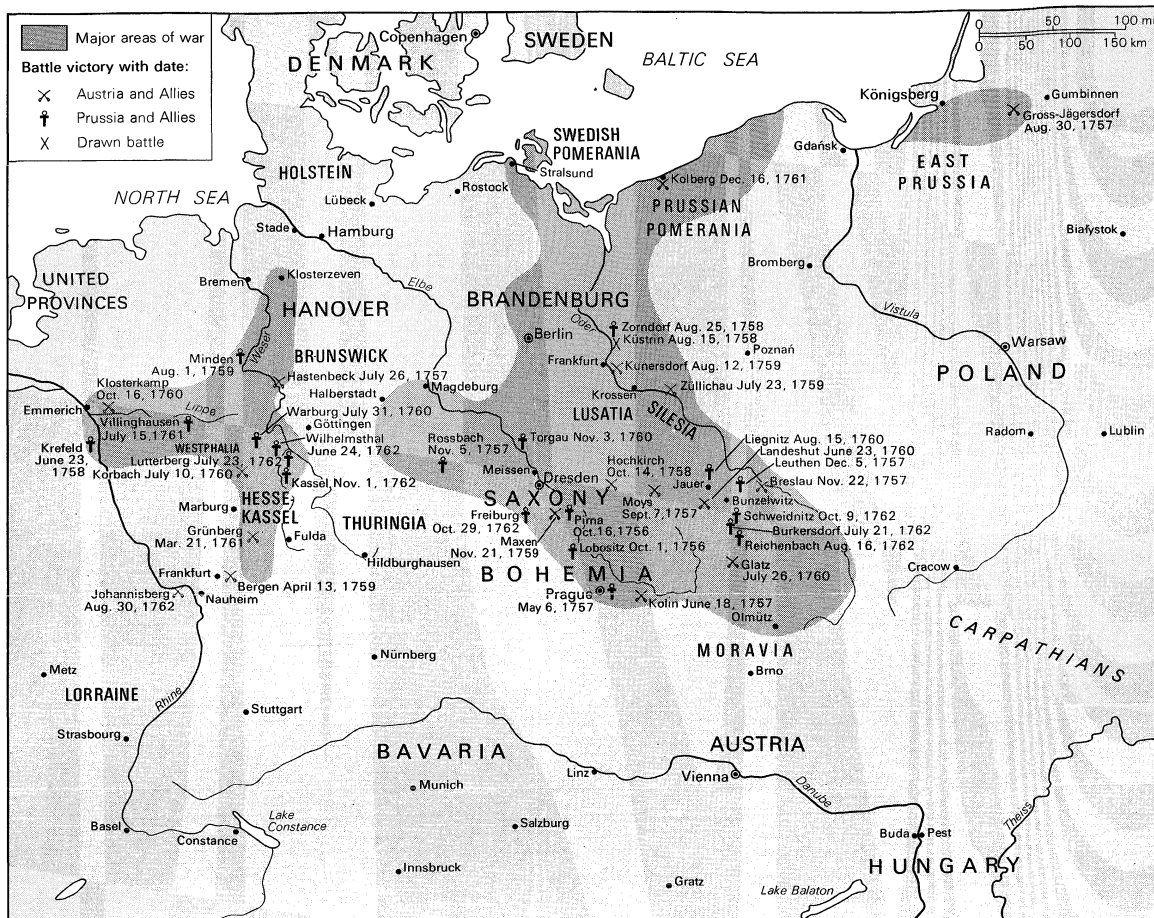 Major areas of war
Battle victory with date:
Austria and Allies
Prussia and Allies
Drawn battle
50
100 mi
0
0
50
100
150 km
Copenhagen
SWEDEN
DENMARK
BALTIC SEA
Königsberg
Gumbinnen
Gross-Jägersdorf
Aug. 30, 1757
EAST
PRUSSIA
Gdańsk
SWEDISH
POMERANIA
Stralsund
HOLSTEIN
Rostock
Kolberg Dec. 16, 1761
PRUSSIAN
POMERANIA
NORTH SEA
Lübeck
Stade
Hamburg
Białystok
UNITED
PROVINCES
Bremen
Klosterzeven
Elbe
Bromberg
HANOVER
BRANDENBURG
Vistula
Weser
Oder
Berlin
Zorndorf Aug. 25, 1758
Küstrin Aug. 15, 1758
Poznań
Warsaw
Minden
Aug. 1, 1759
BRUNSWICK
Hastenbeck July 26, 1757
Frankfurt
Kunersdorf Aug. 12, 1759
POLAND
Klosterkamp
Oct. 16, 1760
Magdeburg
Halberstadt
Krossen
Züllichau July 23, 1759
Emmerich
Lippe
Warburg July 31, 1760
LUSATIA
SILESIA
Villinghausen
July 15, 1761
Göttingen
Radom
Lublin
Krefeld
June 23,
1758
WESTPHALIA
Wilhelmsthal
June 24, 1762
Rossbach
Nov. 5, 1757
Torgau Nov. 3, 1760
Liegnitz Aug. 15, 1760
Landeshut June 23, 1760
Leuthen Dec. 5, 1757
Lutterberg July 23, 1762
Korbach July 10, 1760
Hochkirch
Oct. 14, 1758
Meissen
Dresden
Jauer
Breslau Nov. 22, 1757
Kassel Nov. 1, 1762
HESSE-
KASSEL
SAXONY
Moys
Sept. 7, 1757
Bunzelwitz
Marburg
THURINGIA
Freiburg
Oct. 29, 1762
Pirna
Oct. 16, 1756
Schweidnitz Oct. 9, 1762
Burkersdorf July 21, 1762
Grünberg
Mar. 21, 1761
Fulda
Maxen
Nov. 21, 1759
Lobositz Oct. 1, 1756
Reichenbach Aug. 16, 1762
Hildburghausen
BOHEMIA
Glatz
July 26, 1760
Cracow
Frankfurt
Bergen April 13, 1759
Johannisberg
Aug. 30, 1762
Nauheim
Prague
May 6, 1757
Kolin June 18, 1757
Olmütz
CARPATHIANS
Metz
Nürnberg
MORAVIA
Brno
LORRAINE
Rhine
Stuttgart
Strasbourg
BAVARIA
AUSTRIA
Linz
Vienna
Munich
Danube
Theiss
Lake
Constance
Basel
Constance
Salzburg
Buda
Pest
Innsbruck
HUNGARY
Gratz
Lake Balaton